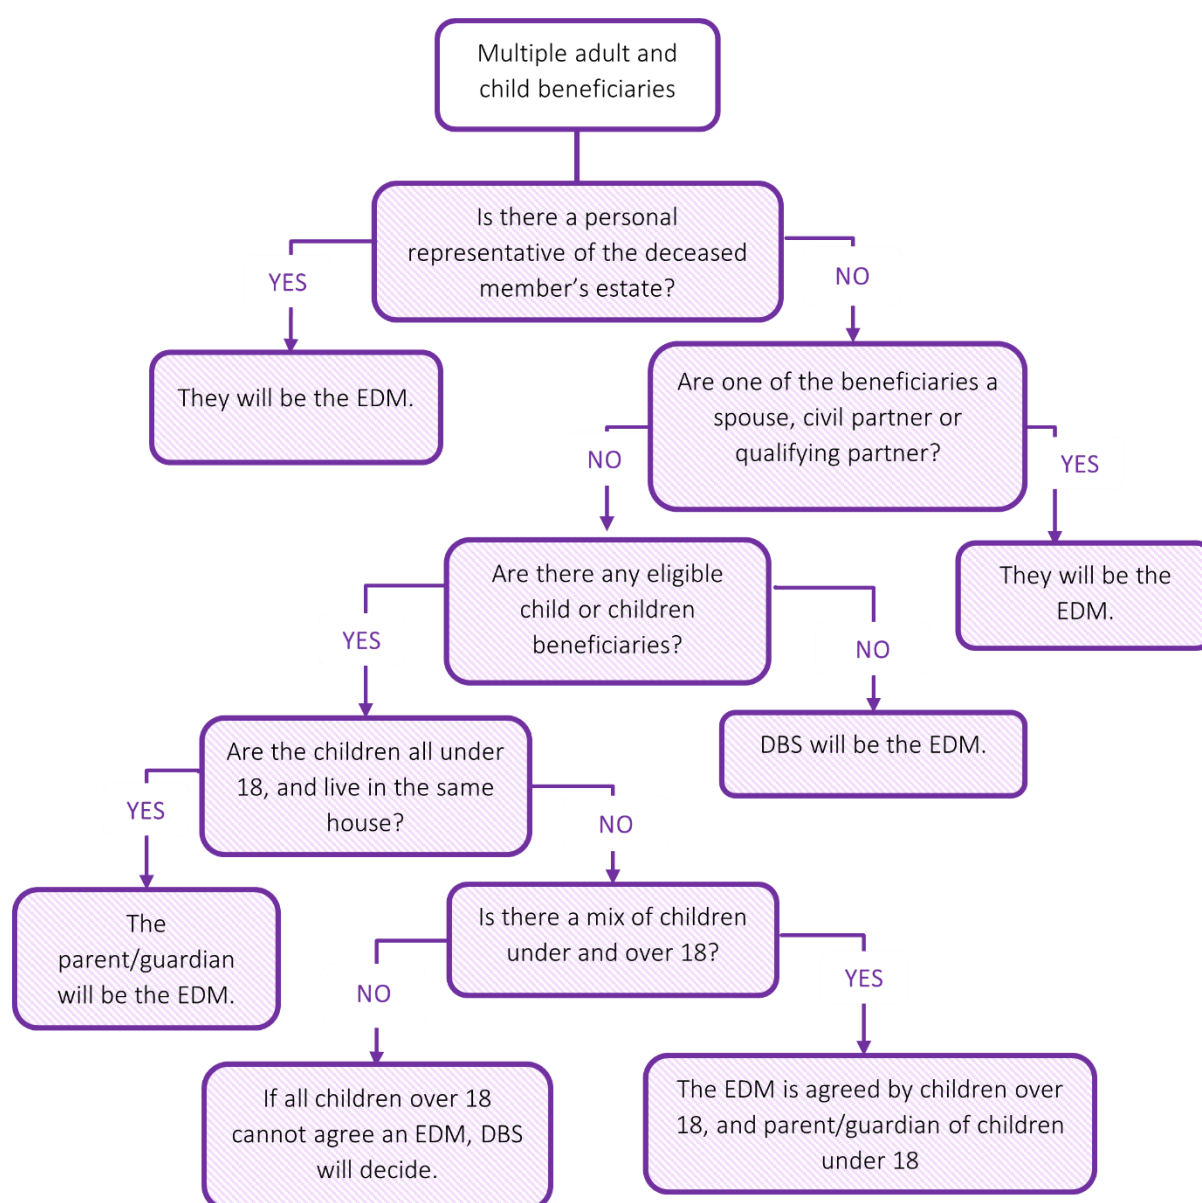 Multiple adult and
child beneficiaries
Is there a personal
representative of the deceased
member’s estate?
YES
NO
They will be the EDM.
Are one of the beneficiaries a
spouse, civil partner or
qualifying partner?
NO
YES
Are there any eligible
child or children
beneficiaries?
They will be the
EDM.
YES
NO
Are the children all under
18, and live in the same
house?
DBS will be the EDM.
YES
NO
The
parent/guardian
will be the EDM.
Is there a mix of children
under and over 18?
NO
YES
If all children over 18
cannot agree an EDM, DBS
will decide.
The EDM is agreed by children over
18, and parent/guardian of children
under 18